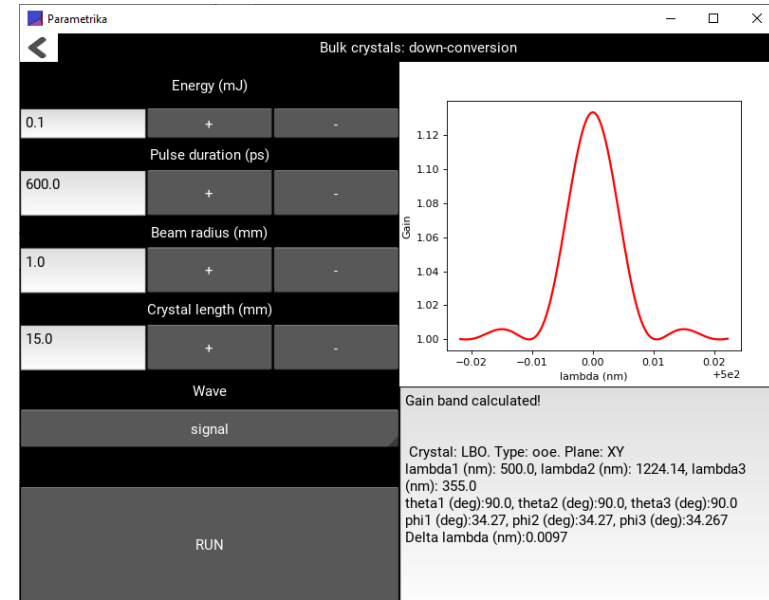 Parametrika
Bulk crystals: down-conversion
Energy (mJ)
0.1
+
-
Pulse duration (ps)
600.0
+
-
Beam radius (mm)
1.0
+
-
Crystal length (mm)
15.0
+
-
Wave
signal
RUN
Gain
1.12
1.10
1.08
1.06
1.04
1.02
1.00
−0.02 −0.01 0.00 0.01 0.02
lambda (nm)
+5e2
Gain band calculated!
Crystal: LBO. Type: ooe. Plane: XY
lambda1 (nm): 500.0, lambda2 (nm): 1224.14, lambda3
(nm): 355.0
theta1 (deg):90.0, theta2 (deg):90.0, theta3 (deg):90.0
phi1 (deg):34.27, phi2 (deg):34.27, phi3 (deg):34.267
Delta lambda (nm):0.0097